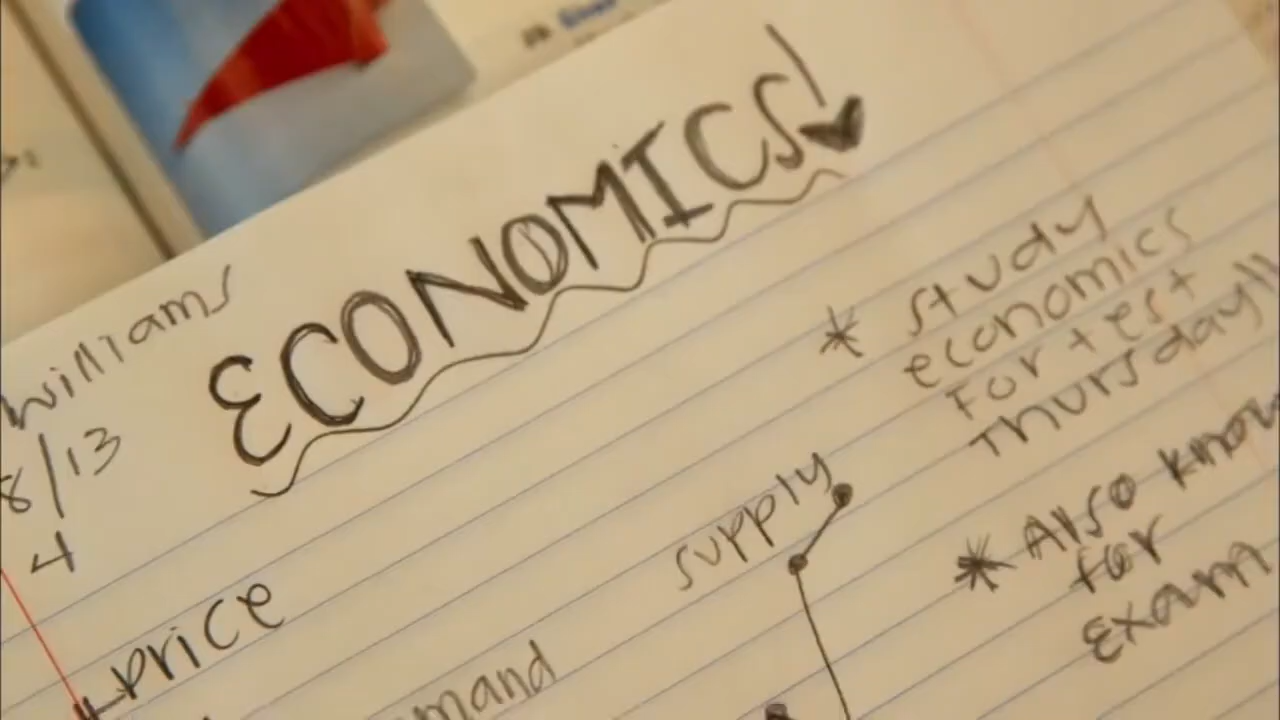 Williams
8/13
4
ECONOMICS
* study
economics
For test
Thursday!!
supply
* Also know
for
Exam
price
mand